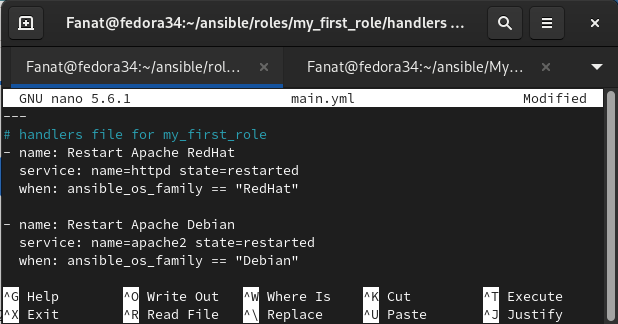 Fanat@fedora34:~/ansible/roles/my_first_role/handlers ...
Fanat@fedora34:~/ansible/rol... × Fanat@fedora34:~/ansible/My... ×
GNU nano 5.6.1 main.yml Modified
---
# handlers file for my_first_role
- name: Restart Apache RedHat
  service: name=httpd state=restarted
  when: ansible_os_family == "RedHat"

- name: Restart Apache Debian
  service: name=apache2 state=restarted
  when: ansible_os_family == "Debian"

^G Help ^O Write Out ^W Where Is ^K Cut ^T Execute
^X Exit ^R Read File ^\ Replace ^U Paste ^J Justify